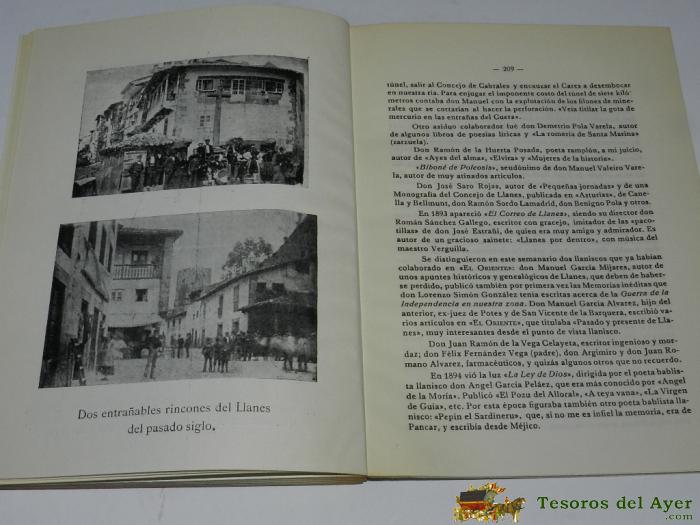 Dos entrañables rincones del Llanes
del pasado siglo.
— 209 —
túnel, salir al Concejo de Cabrales y encausar el Cares a desembocar
en nuestra ría. Para enjugar el imponente costo del túnel de siete kiló-
metros contaba don Manuel con la explotación de los filones de mine-
rales que se cortarían al hacer la perforación. «Veía titilar la gota de
mercurio en las entrañas del Cuera».
Otro asiduo colaborador fué don Demetrio Pola Varela, autor
de algunos libros de poesías líricas y «La romería de Santa Marina»
(zarzuela).
Don Ramón de la Huerta Posada, poeta ramplón, a mi juicio,
autor de «Ayes del alma», «Elvira» y «Mujeres de la historia».
«Biboné de Poleosia», seudónimo de don Manuel Valeiro Vare-
la, autor de muy atinados artículos.
Don José Saro Rojas, autor de «Pequeñas jornadas» y de una
Monografía del Concejo de Llanes, publicada en «Asturias», de Cane-
lla y Bellmunt, don Ramón Sordo Lamadrid, don Benigno Pola y otros.
En 1893 apareció «El Correo de Llanes», siendo su director don
Román Sánchez Gallego, escritor con gracejo, imitador de las «paco-
tillas» de don José Estrañi, de quien era muy amigo y admirador. Es
autor de un gracioso sainete: «Llanes por dentro», con música del
maestro Verguilla.
Se distinguieron en este semanario dos llaniscos que ya habían
colaborado en «EL ORIENTE»: don Manuel García Mijares, autor de
unos apuntes históricos y genealógicos de Llanes, que deben de haber-
se perdido, publicó también por primera vez las Memorias inéditas que
don Lorenzo Simón González tenía escritas acerca de la Guerra de la
Independencia en nuestra zona. Don Manuel García Alvarez, hijo del
anterior, ex-juez de Potes y de San Vicente de la Barquera, escribió va-
rios artículos en «EL ORIENTE», que titulaba «Pasado y presente de Lla-
nes», muy interesantes desde el punto de vista llanisco.
Don Juan Ramón de la Vega Celayeta, escritor ingenioso y mor-
daz; don Félix Fernández Vega (padre), don Argimiro y don Juan Ro-
mano Alvarez, farmacéuticos, y quizás algunos otros que no recuerdo.
En 1894 vió la luz «La Ley de Dios», dirigida por el poeta bablista
llanisco don Angel García Peláez, que era más conocido por «Angel
de la Moría». Publicó «El Pozu del Alloral», «A teya vana», «La Virgen
de Guía», etc. Por esta época figuraba también otro poeta bablista lla-
nisco: «Pepín el Sardineru», que, si no me es infiel la memoria, era de
Pancar, y escribía desde Méjico.
Tesoros del Ayer
.com